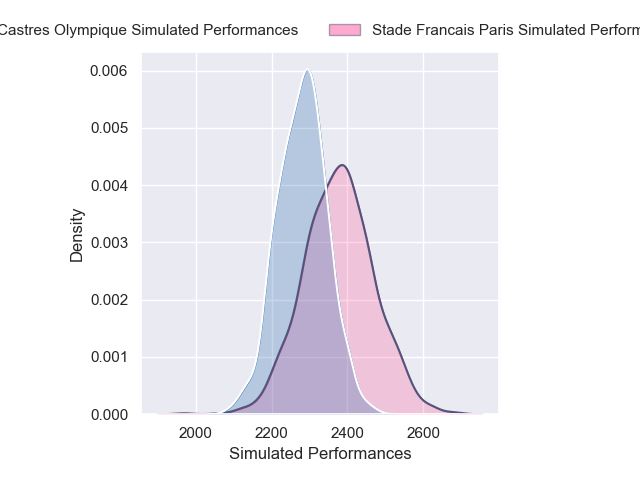 Castres Olympique Simulated Performances
Stade Francais Paris Simulated Perform
0.006
0.005
0.004
0.003
0.002
0.001
0.000
Density
2000
2200
2400
2600
Simulated Performances